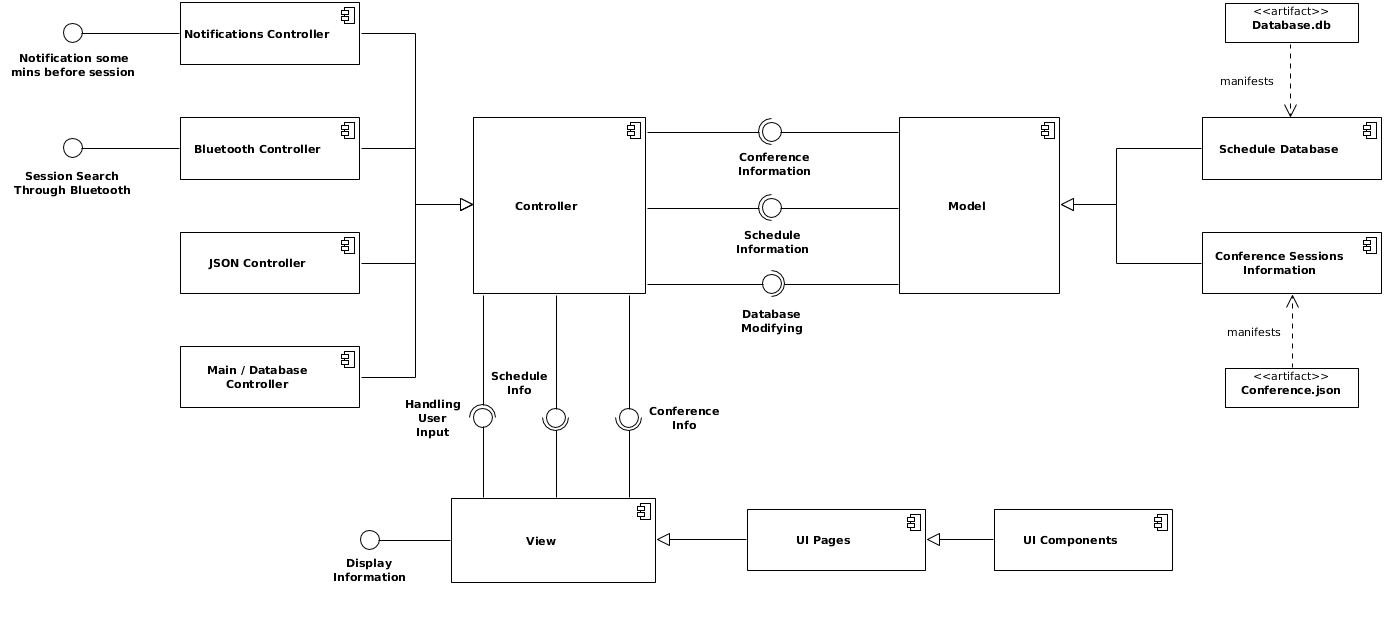 Notifications Controller
Notification some
mins before session
Bluetooth Controller
Session Search
Through Bluetooth
JSON Controller
Main / Database
Controller
Controller
Conference
Information
Schedule
Information
Database
Modifying
Model
<<artifact>>
Database.db
manifests
Schedule Database
Conference Sessions
Information
manifests
<<artifact>>
Conference.json
Handling
User
Input
Schedule
Info
Conference
Info
View
Display
Information
UI Pages
UI Components